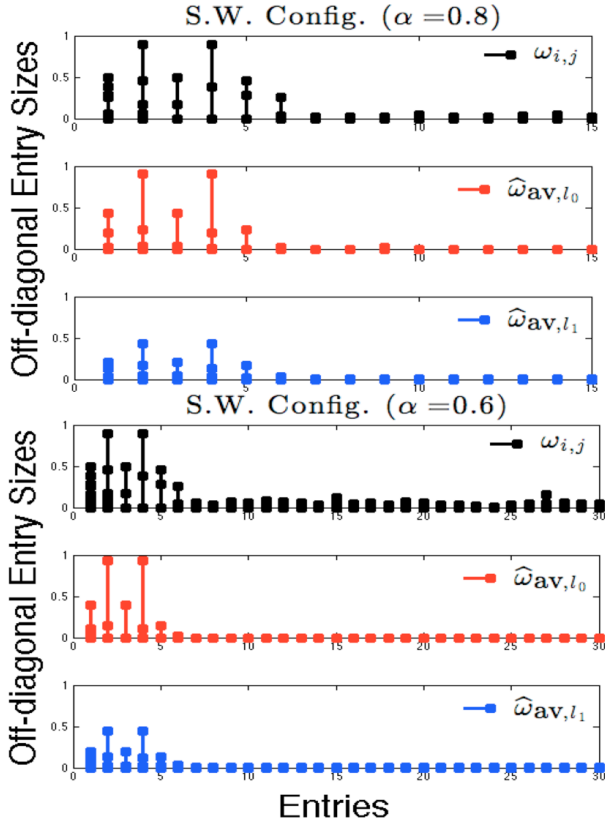 S.W. Config. (α =0.8)
Off-diagonal Entry Sizes
1
0.5
0
0 5 10 15
ω_{i,j}
1
0.5
0
0 5 10 15
ω̂_{av,l_0}
1
0.5
0
0 5 10 15
ω̂_{av,l_1}
S.W. Config. (α =0.6)
Off-diagonal Entry Sizes
1
0.5
0
0 5 10 15 20 25 30
ω_{i,j}
1
0.5
0
0 5 10 15 20 25 30
ω̂_{av,l_0}
1
0.5
0
0 5 10 15 20 25 30
ω̂_{av,l_1}
Entries